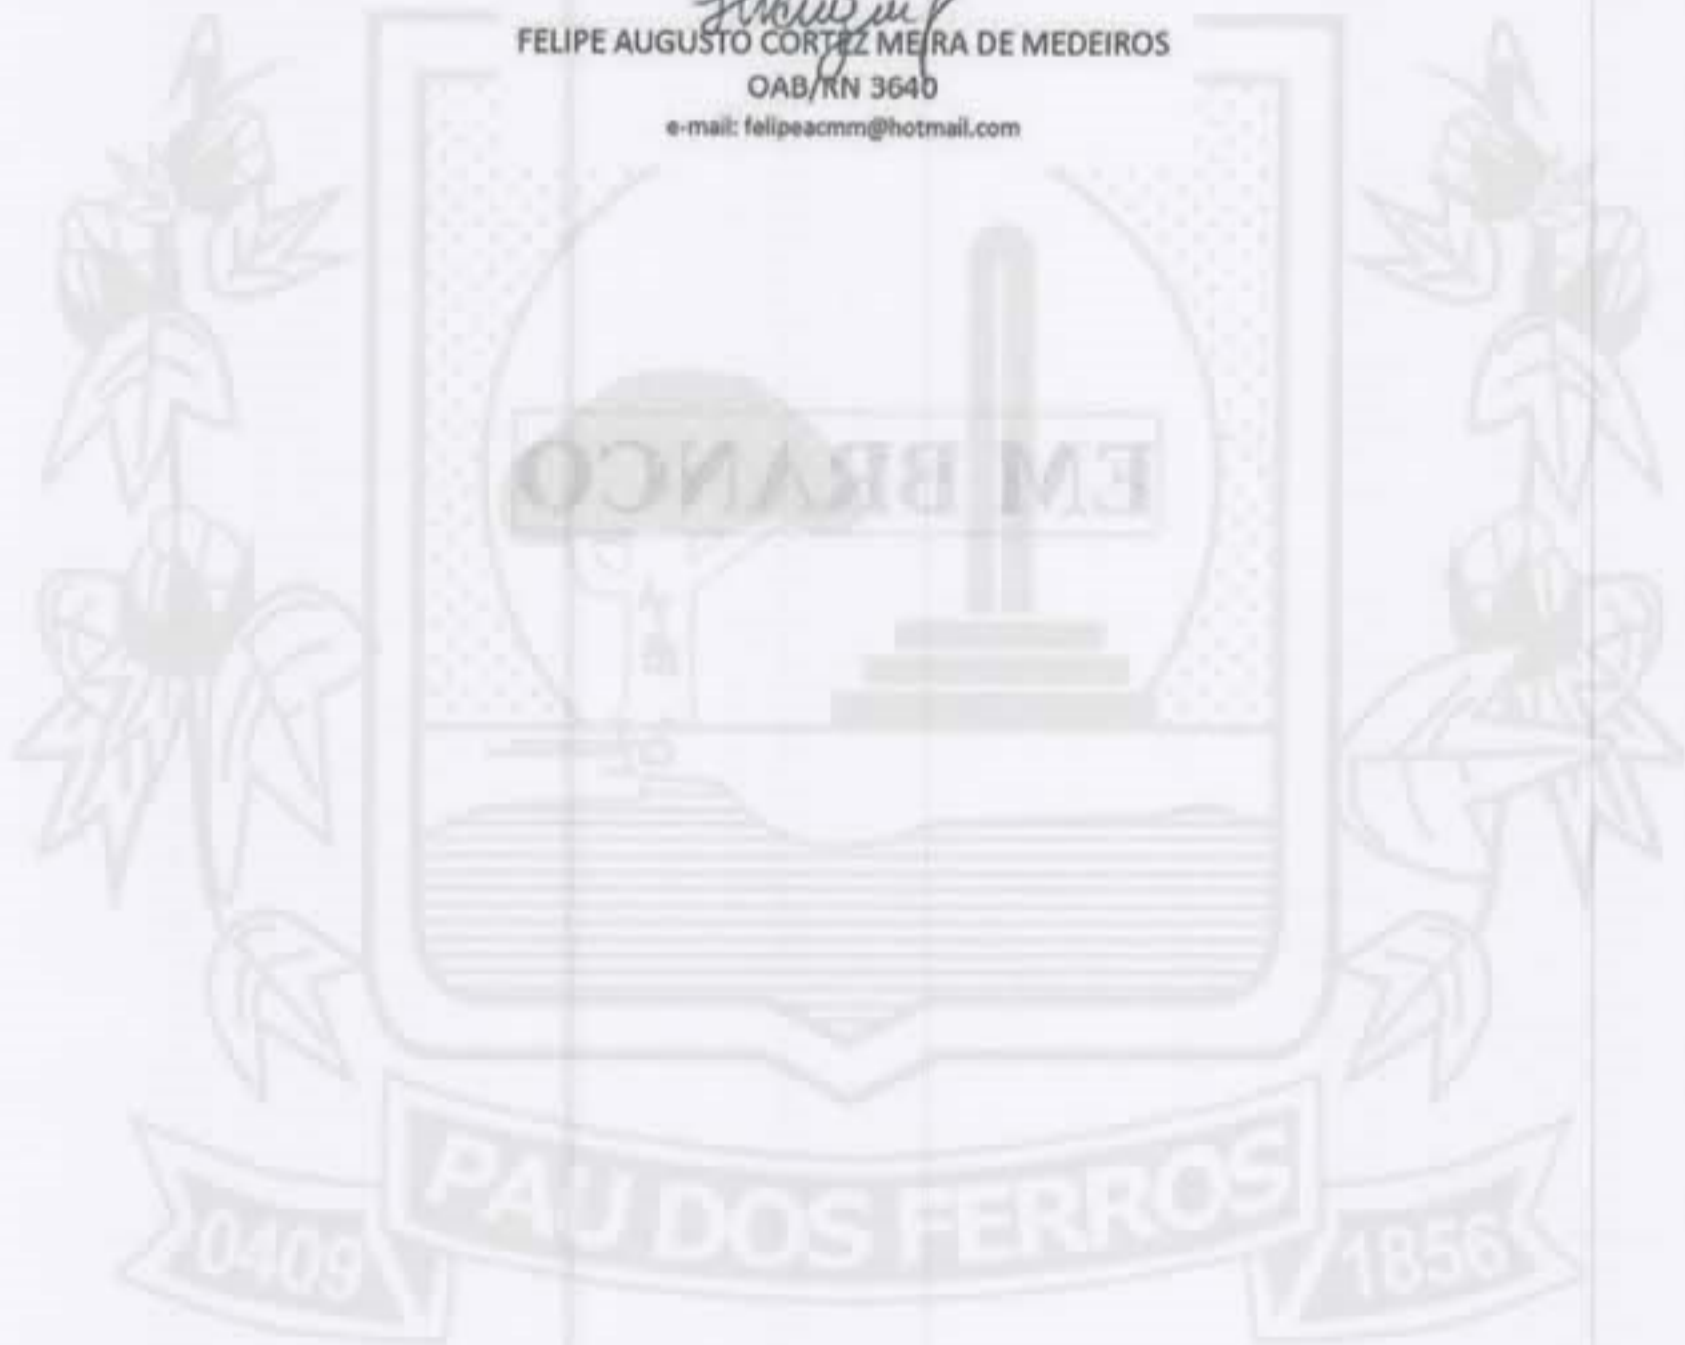 FELIPE AUGUSTO CORTEZ MEIRA DE MEDEIROS
OAB/RN 3640
e-mail: felipeacmm@hotmail.com
EM BRANCO
PAU DOS FERROS
0409
1856